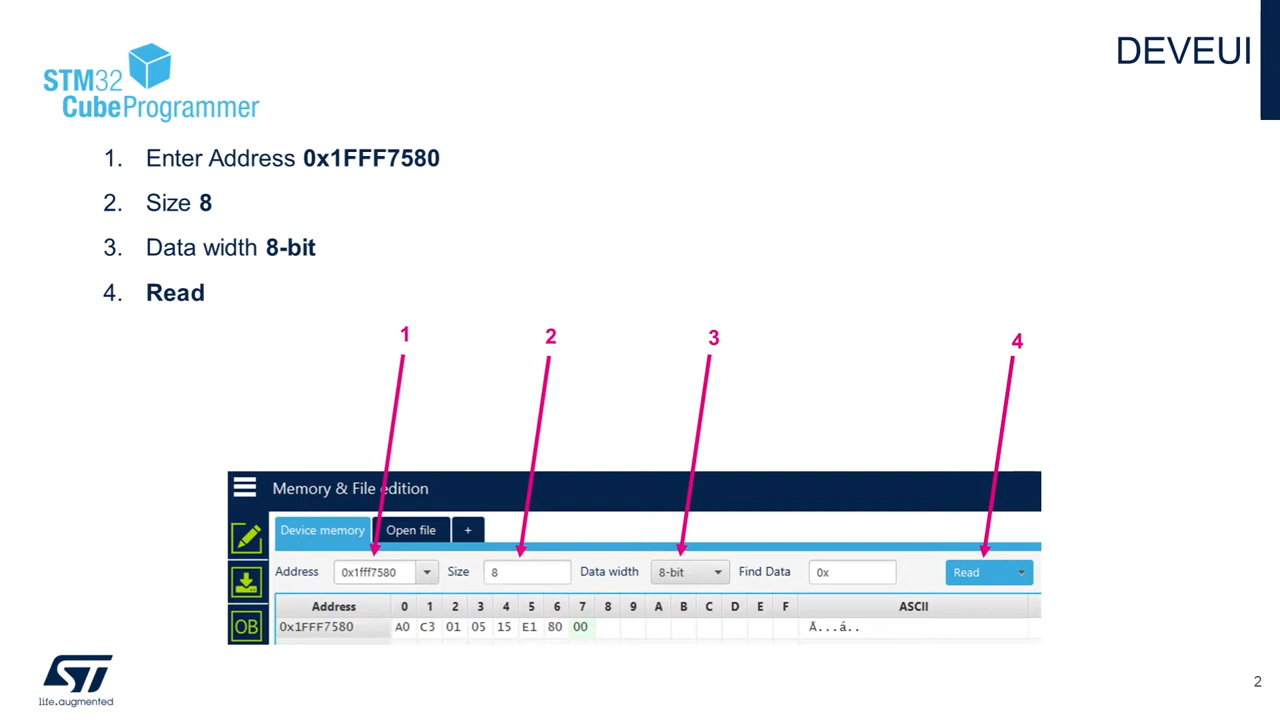 DEVEUI
STM32
CubeProgrammer
1. Enter Address 0x1FFF7580
2. Size 8
3. Data width 8-bit
4. Read
1 2 3 4
Memory & File edition
Device memory Open file +
Address 0x1fff7580 Size 8 Data width 8-bit Find Data 0x Read
Address 0 1 2 3 4 5 6 7 8 9 A B C D E F ASCII
0x1FFF7580 A0 C3 01 05 15 E1 80 00 Ã...á..
OB
ST
life.augmented
2